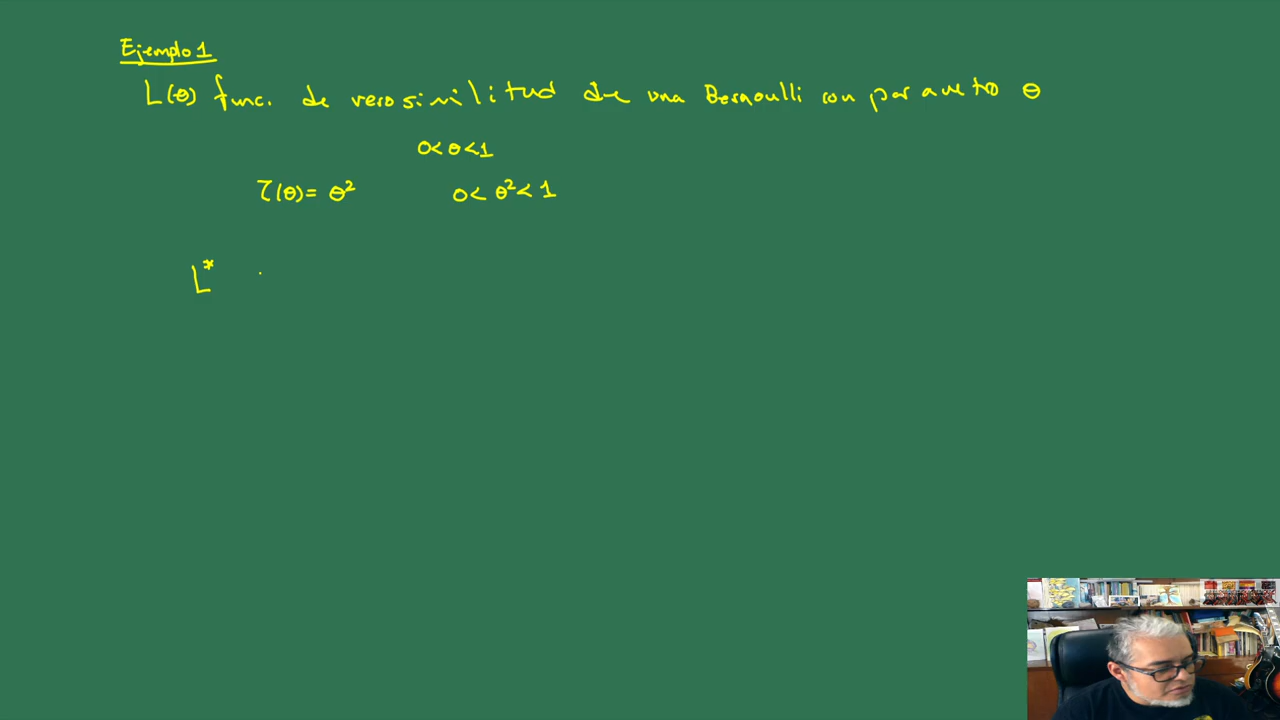 Ejemplo 1
L(θ) func. de verosimilitud de una Bernoulli con parametro θ
0<θ<1
τ(θ)= θ² 0< θ²< 1
L*